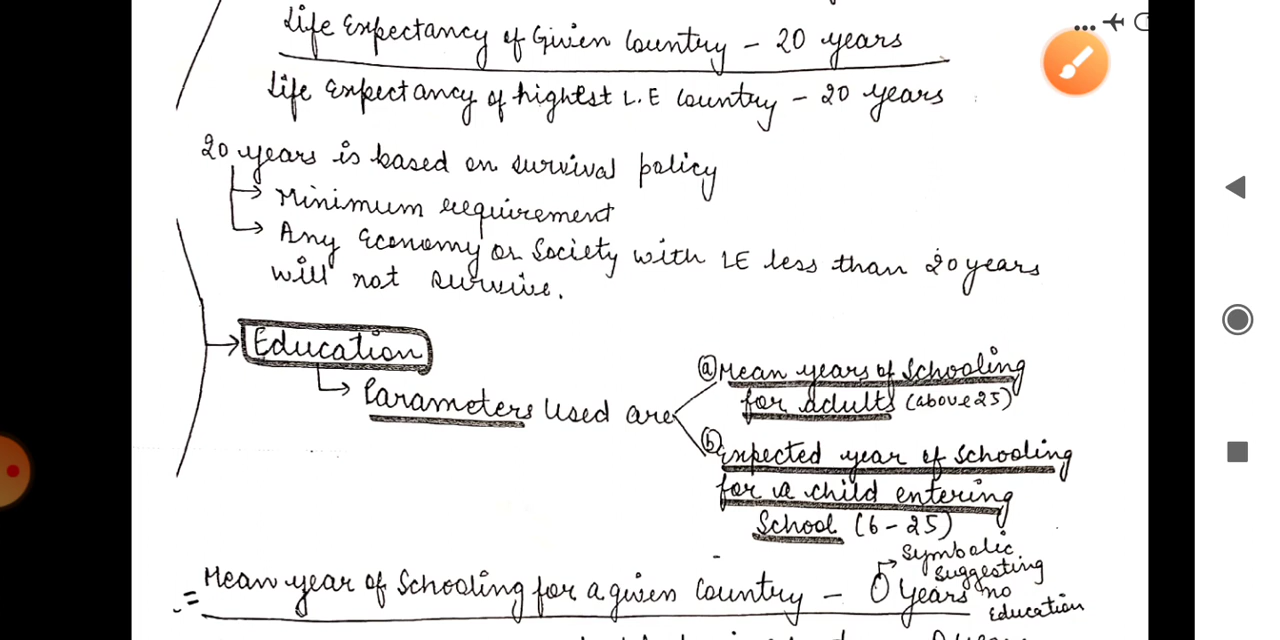 Life Expectancy of Given Country - 20 years
Life Expectancy of highest L.E Country - 20 years
20 years is based on survival policy
→ Minimum requirement
→ Any Economy or Society with LE less than 20 years
will not survive.
→ Education
→ Parameters Used are
(a) Mean years of Schooling
for adults (above 25)
(b) Expected year of schooling
for a child entering
School (6-25)
= Mean year of Schooling for a given Country - 0 years
→ Symbolic
suggesting
no
Education